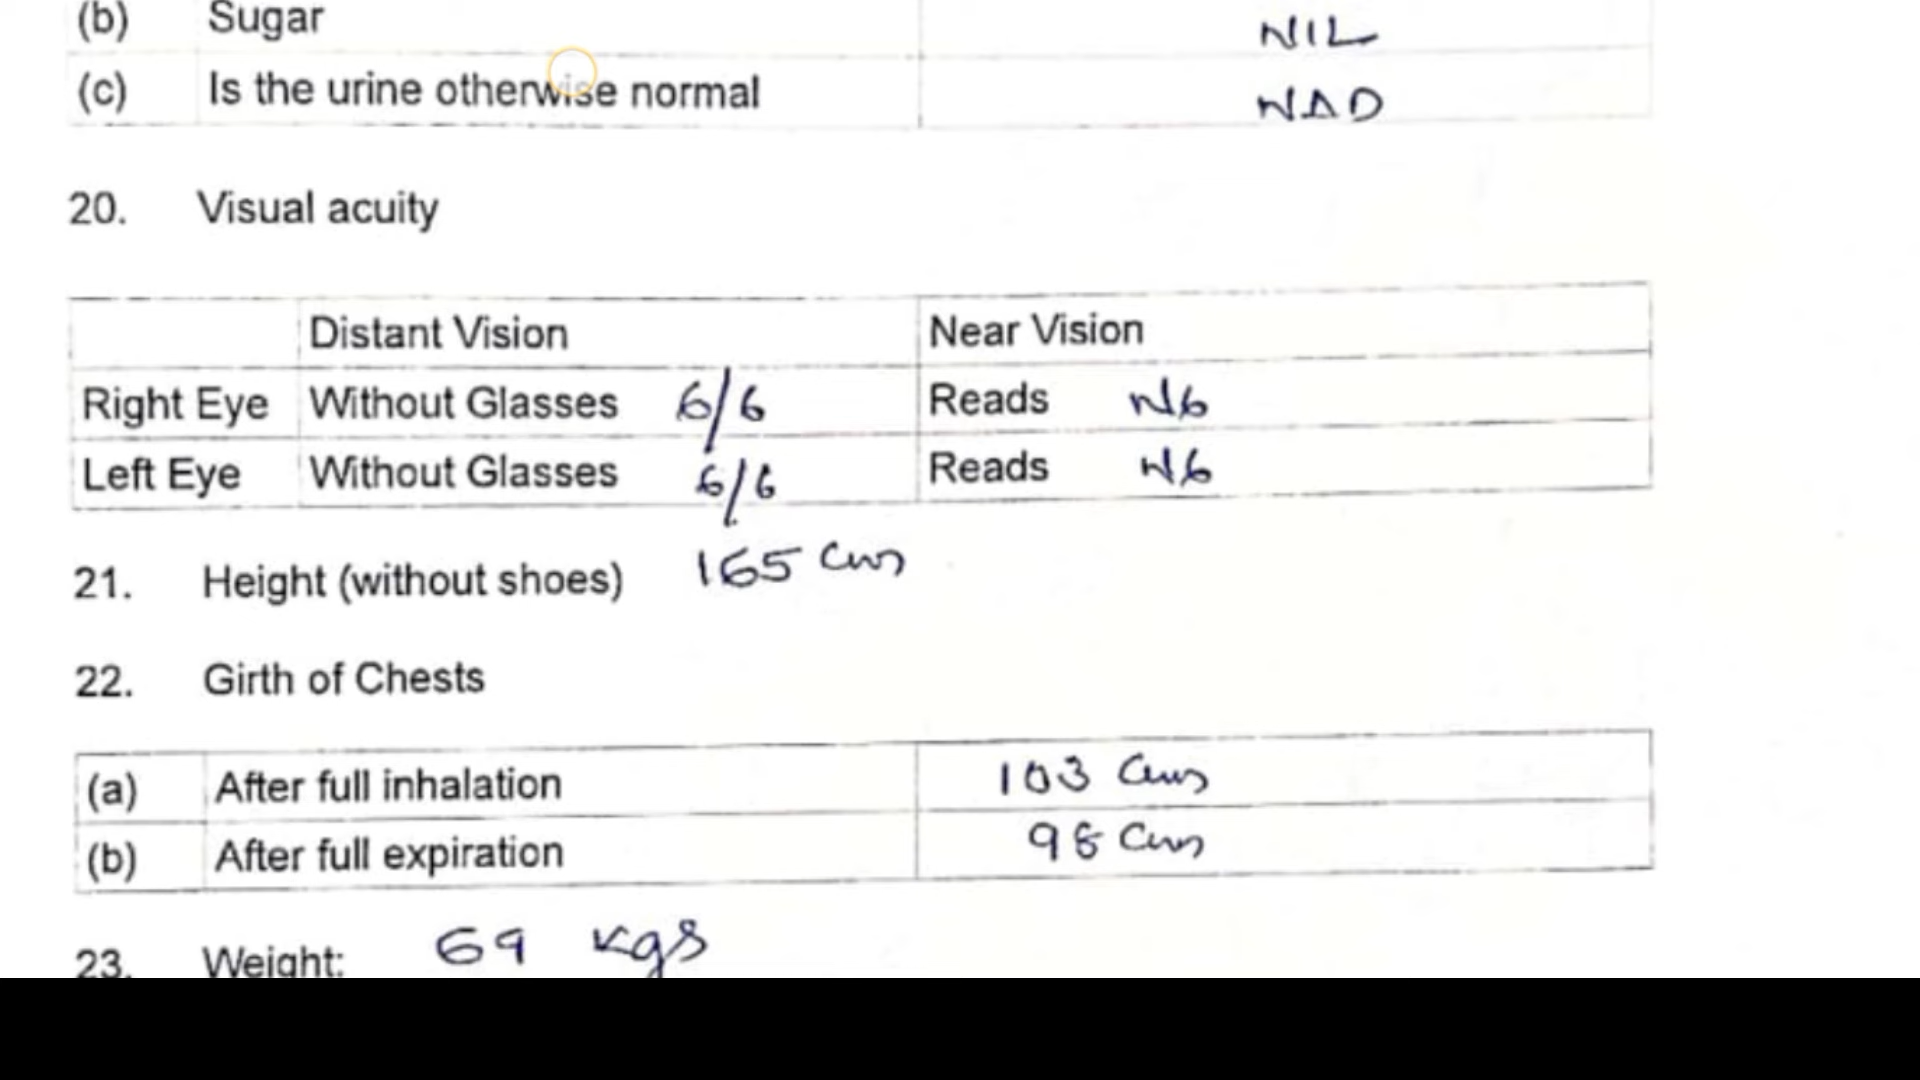 (b) Sugar NIL
(c) Is the urine otherwise normal NAD
20. Visual acuity
Distant Vision Near Vision
Right Eye Without Glasses 6/6 Reads N6
Left Eye Without Glasses 6/6 Reads N6
21. Height (without shoes) 165 Cms
22. Girth of Chests
(a) After full inhalation 103 Cms
(b) After full expiration 98 Cms
23. Weight: 69 kgs